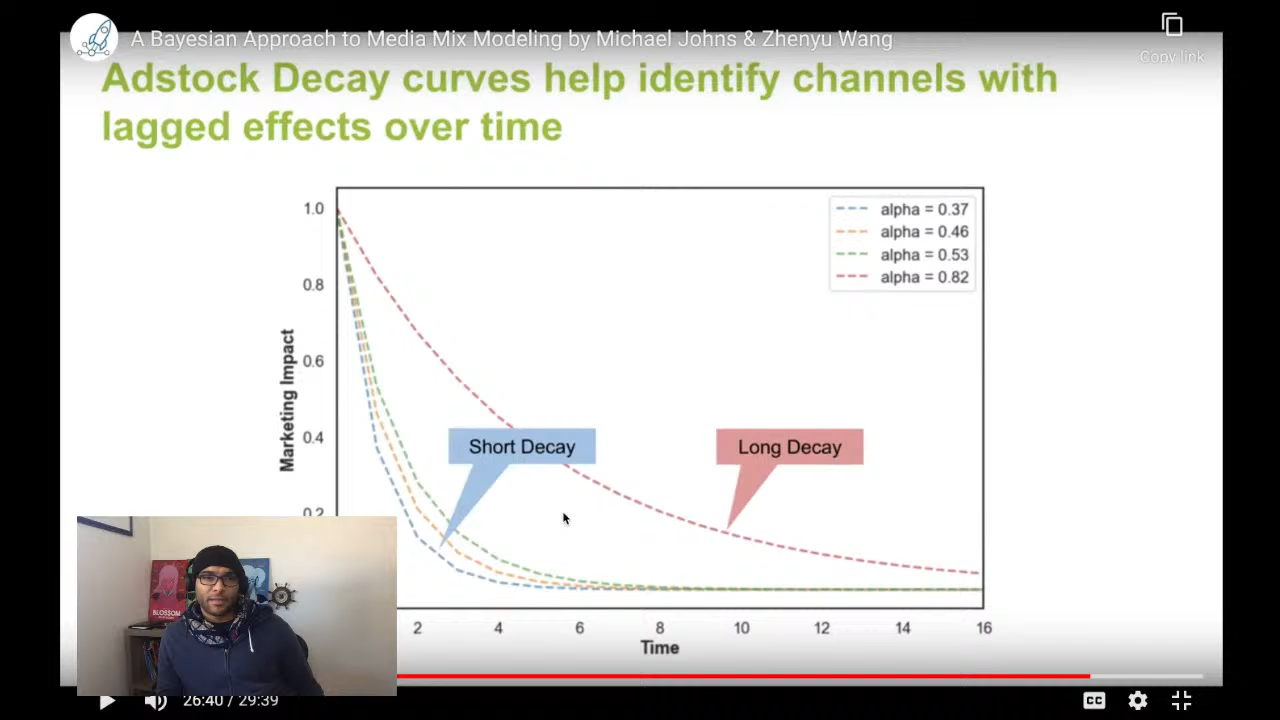 A Bayesian Approach to Media Mix Modeling by Michael Johns & Zhenyu Wang
Copy link
Adstock Decay curves help identify channels with
lagged effects over time
1.0
0.8
0.6
0.4
0.2
Marketing Impact
alpha = 0.37
alpha = 0.46
alpha = 0.53
alpha = 0.82
Short Decay
Long Decay
2 4 6 8 10 12 14 16
Time
BLOSSOM
26:40 / 29:39
CC